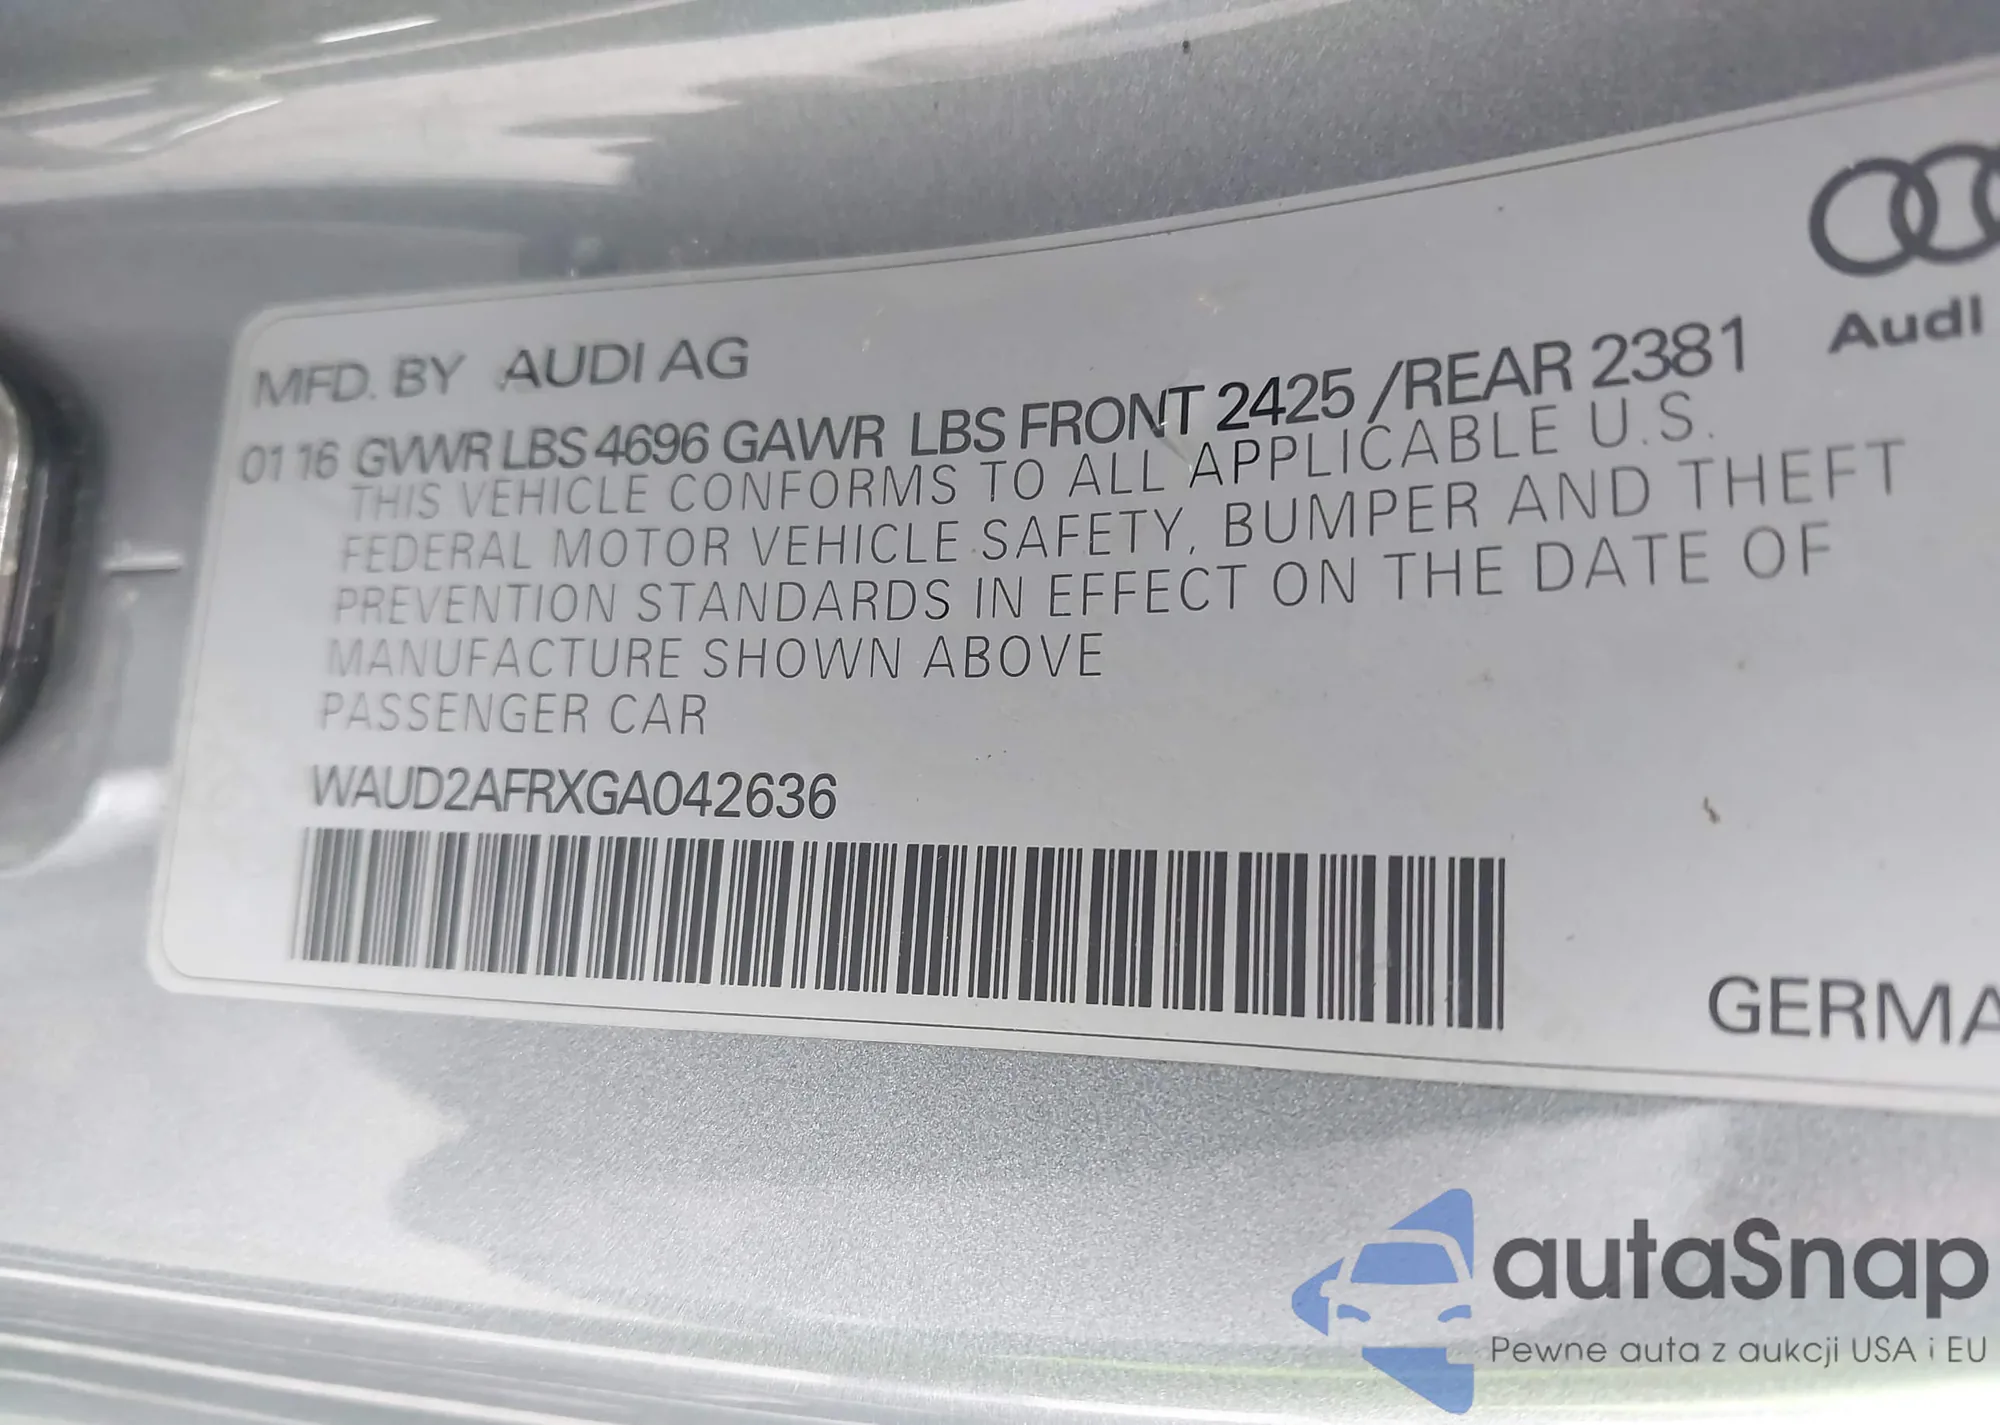 MFD. BY AUDI AG
01 16 GVWR LBS 4696 GAWR LBS FRONT 2425 /REAR 2381
THIS VEHICLE CONFORMS TO ALL APPLICABLE U.S.
FEDERAL MOTOR VEHICLE SAFETY, BUMPER AND THEFT
PREVENTION STANDARDS IN EFFECT ON THE DATE OF
MANUFACTURE SHOWN ABOVE
PASSENGER CAR
WAUD2AFRXGA042636
Audi
GERMA
autaSnap
Pewne auta z aukcji USA i EU